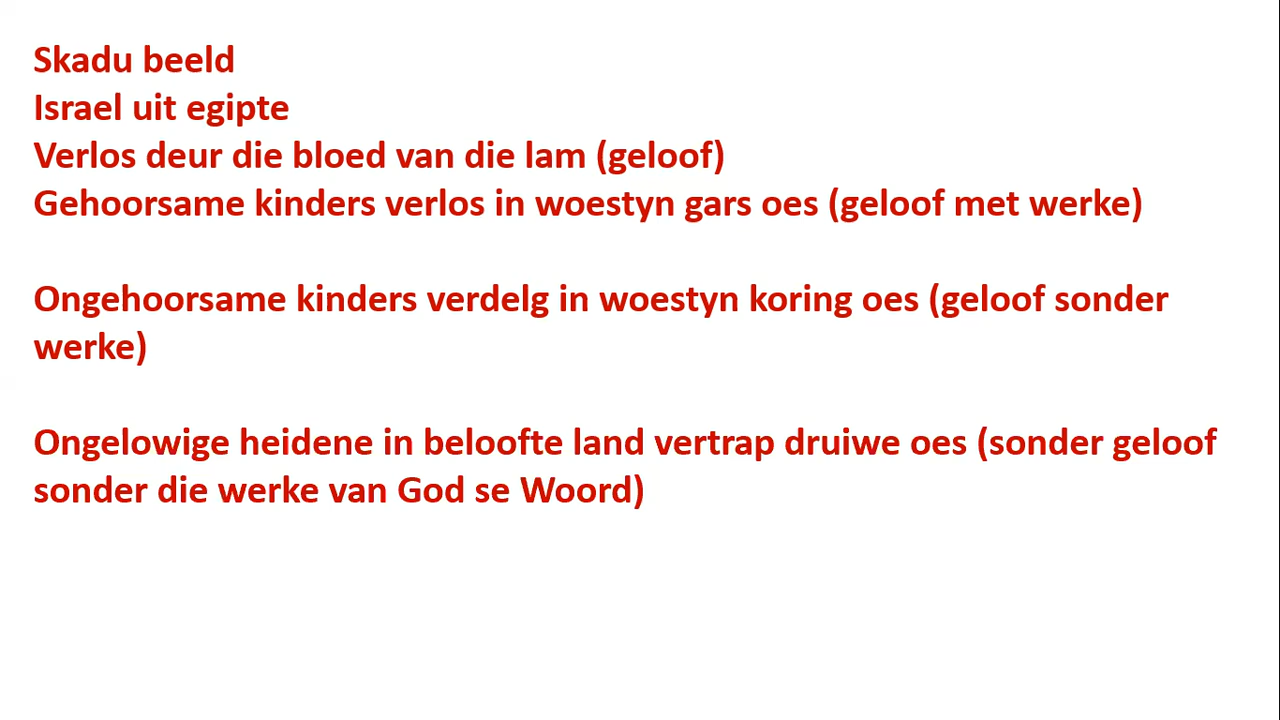 Skadu beeld
Israel uit egipte
Verlos deur die bloed van die lam (geloof)
Gehoorsame kinders verlos in woestyn gars oes (geloof met werke)
Ongehoorsame kinders verdelg in woestyn koring oes (geloof sonder
werke)
Ongelowige heidene in beloofte land vertrap druiwe oes (sonder geloof
sonder die werke van God se Woord)